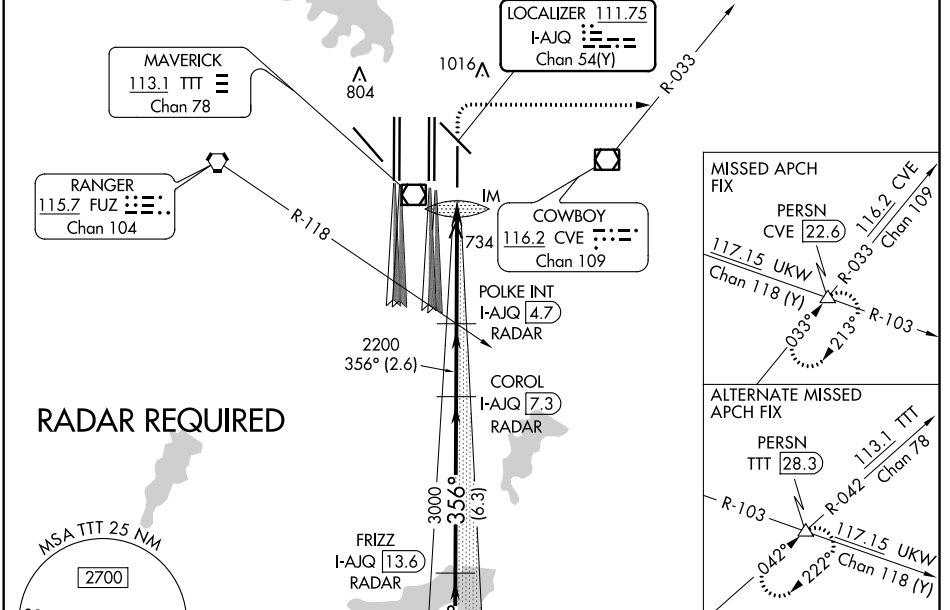 LOCALIZER 111.75
I-AJQ
Chan 54(Y)
MAVERICK
113.1 TTT
Chan 78
804
1016
R-033
RANGER
115.7 FUZ
Chan 104
R-118
IM
734
COWBOY
116.2 CVE
Chan 109
POLKE INT
I-AJQ 4.7
RADAR
2200
356° (2.6)
COROL
I-AJQ 7.3
RADAR
RADAR REQUIRED
3000
356°
(6.3)
FRIZZ
I-AJQ 13.6
RADAR
MSA TTT 25 NM
2700
MISSED APCH
FIX
PERSN
CVE 22.6
116.2 CVE
Chan 109
R-033
117.15 UKW
Chan 118 (Y)
R-103
033°
213°
ALTERNATE MISSED
APCH FIX
PERSN
TTT 28.3
113.1 TTT
Chan 78
R-042
R-103
117.15 UKW
Chan 118 (Y)
042°
222°